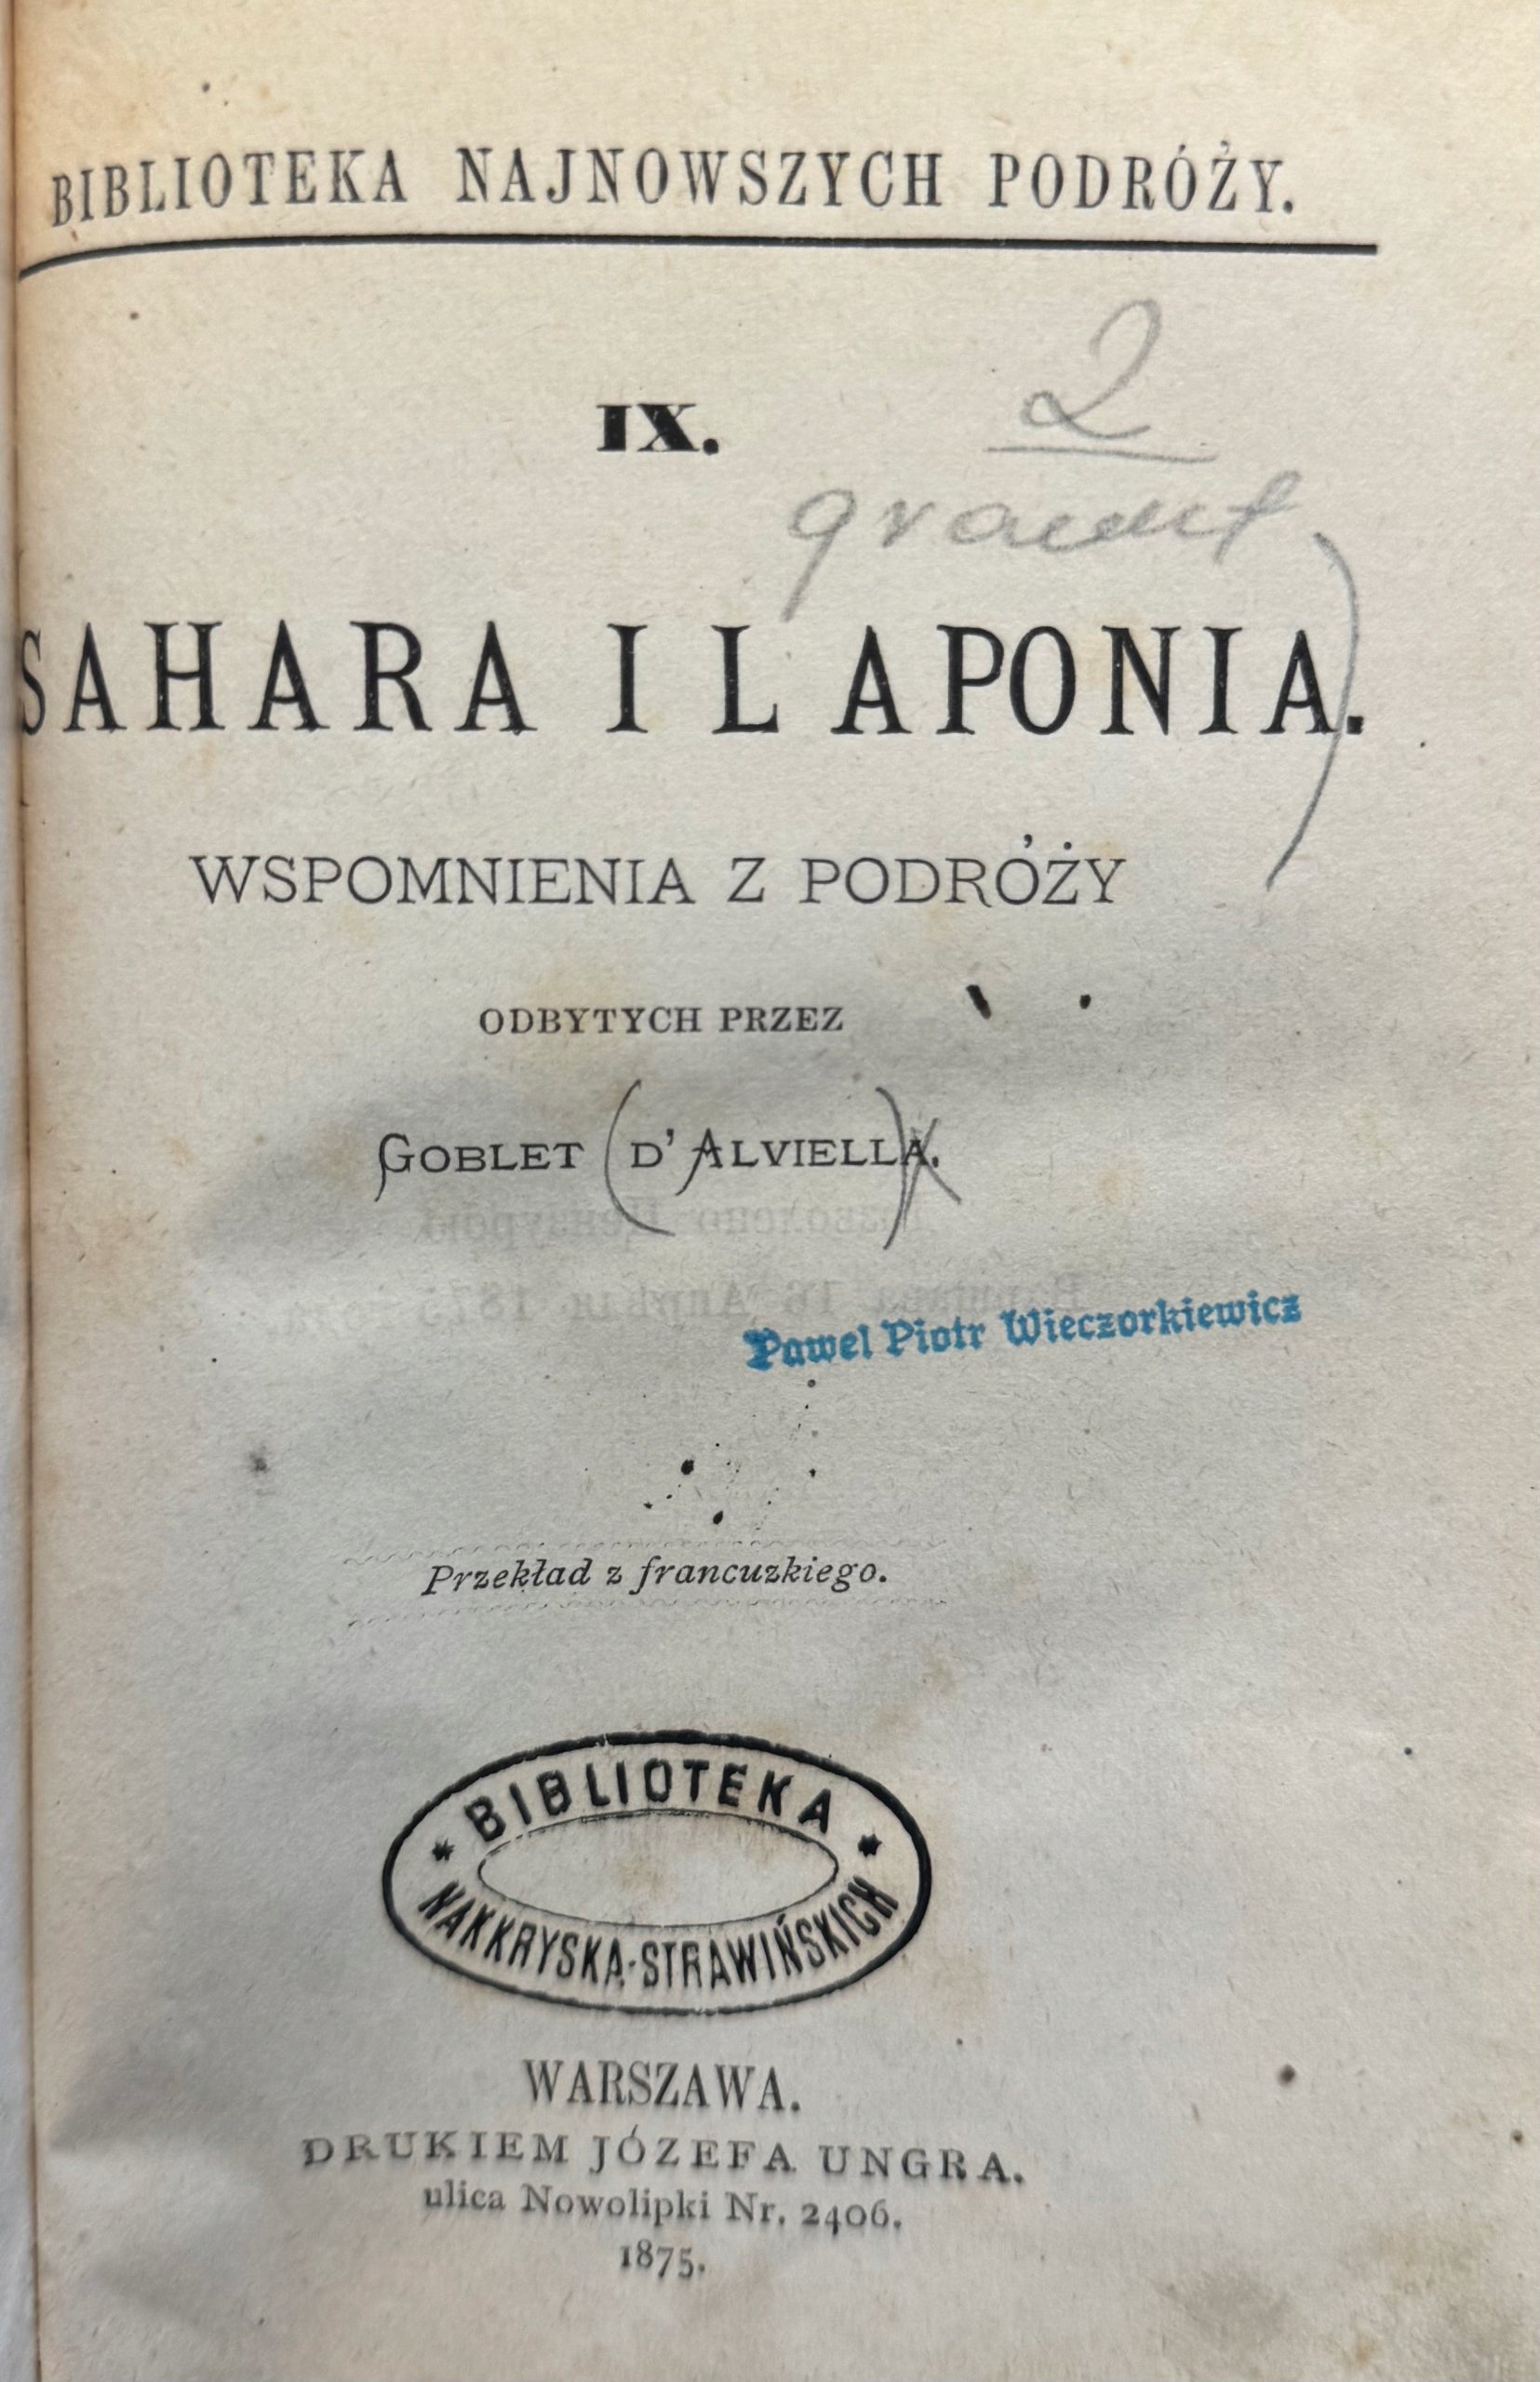 BIBLIOTEKA NAJNOWSZYCH PODRÓŻY.
IX.
2
SAHARA I LAPONIA.
WSPOMNIENIA Z PODRÓŻY
ODBYTYCH PRZEZ
GOBLET (D' ALVIELLA.)
Pawel Piotr Wieczorkiewicz
Przekład z francuzkiego.
BIBLIOTEKA
NAKKRYSKA-STRAWIŃSKICH
WARSZAWA.
DRUKIEM JÓZEFA UNGRA.
ulica Nowolipki Nr. 2406.
1875.